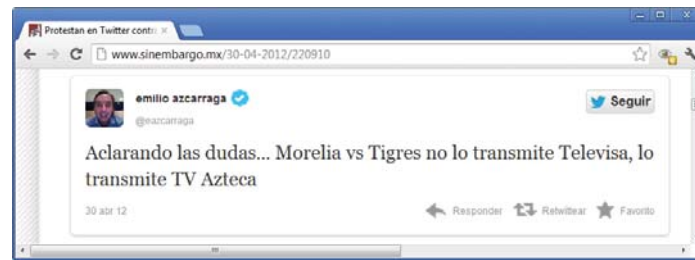 Protestan en Twitter contra
www.sinembargo.mx/30-04-2012/220910
emilio azcarraga
Seguir
@eazcarraga
Aclarando las dudas... Morelia vs Tigres no lo transmite Televisa, lo
transmite TV Azteca
30 abr 12
Responder Retwittear Favorito